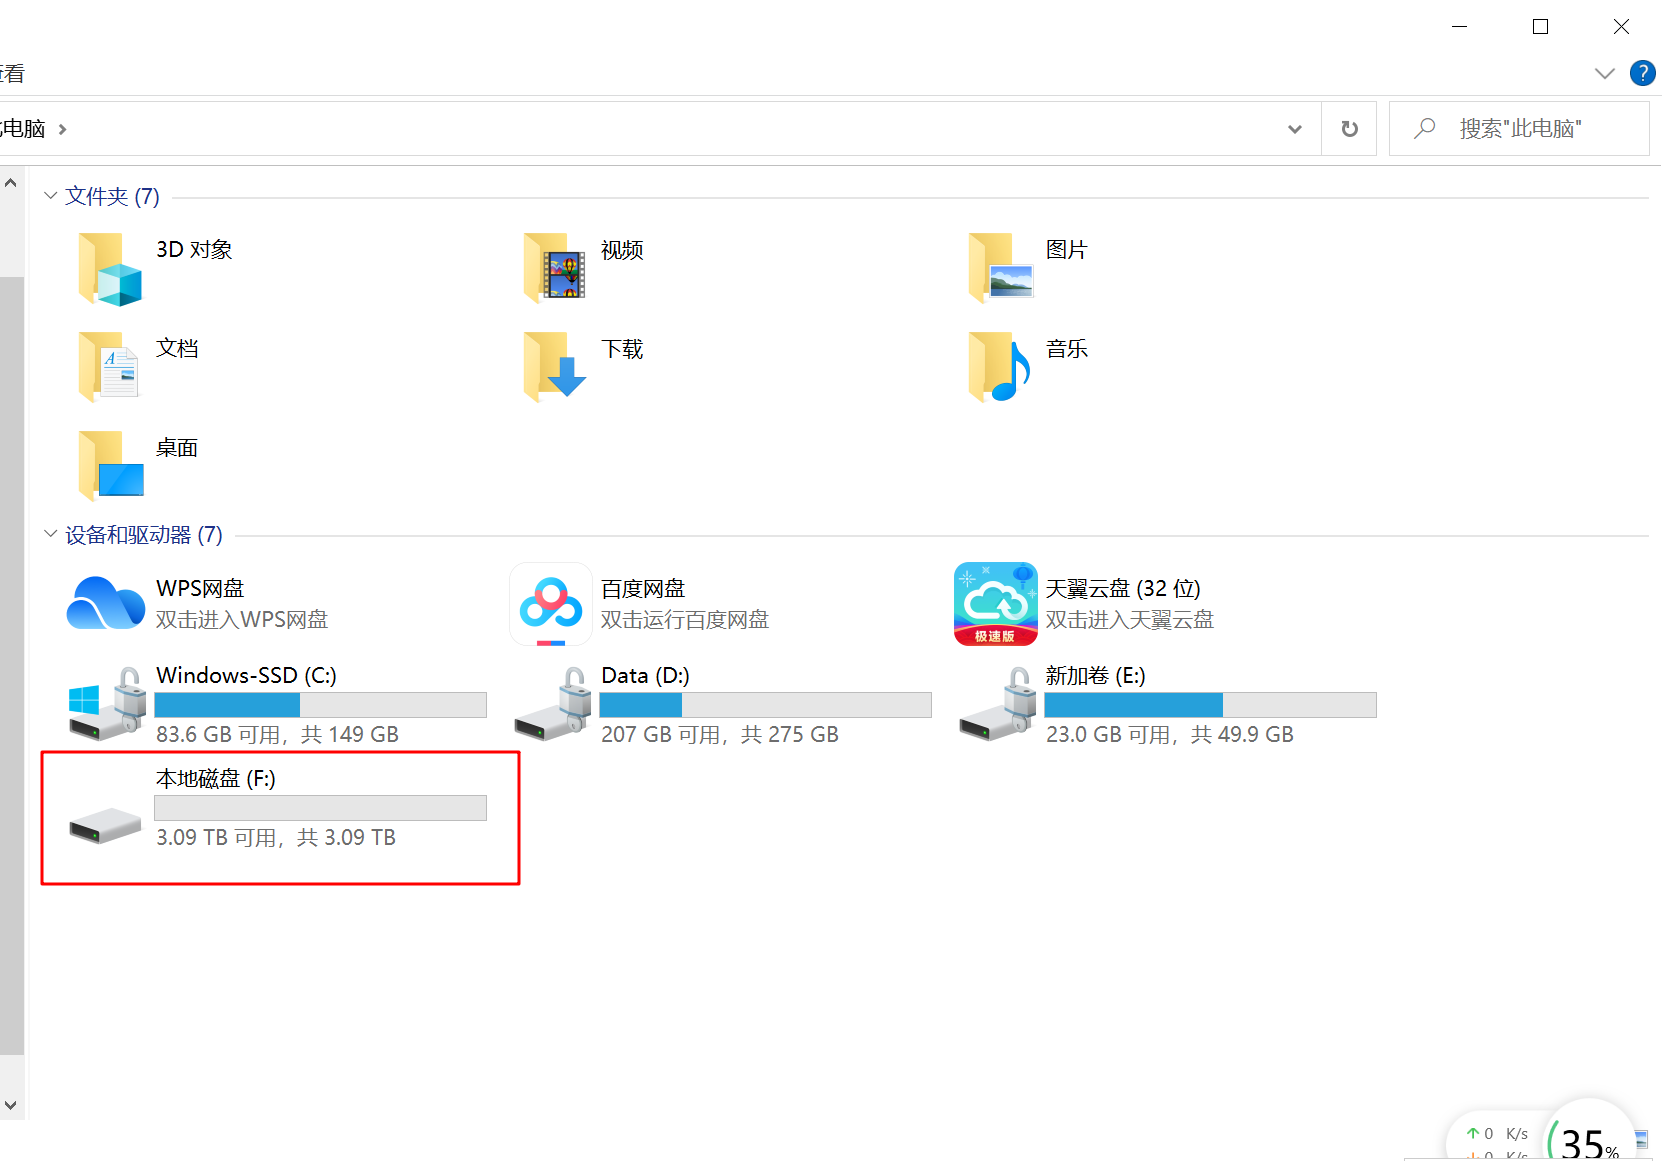 查看
此电脑
搜索"此电脑"
文件夹 (7)
3D 对象
视频
图片
文档
下载
音乐
桌面
设备和驱动器 (7)
WPS网盘
双击进入WPS网盘
百度网盘
双击运行百度网盘
天翼云盘 (32 位)
双击进入天翼云盘
极速版
Windows-SSD (C:)
83.6 GB 可用，共 149 GB
Data (D:)
207 GB 可用，共 275 GB
新加卷 (E:)
23.0 GB 可用，共 49.9 GB
本地磁盘 (F:)
3.09 TB 可用，共 3.09 TB
0 K/s
0 K/s
35%